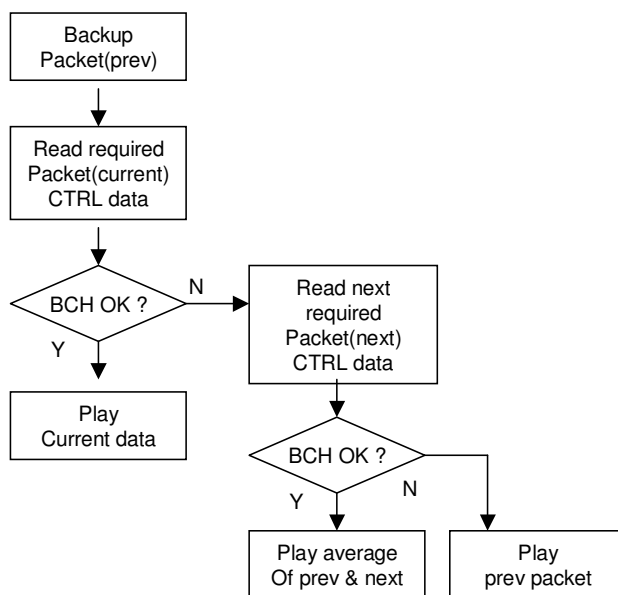 Backup
Packet(prev)
Read required
Packet(current)
CTRL data
BCH OK ?
N
Y
Read next
required
Packet(next)
CTRL data
Play
Current data
BCH OK ?
Y
N
Play average
Of prev & next
Play
prev packet